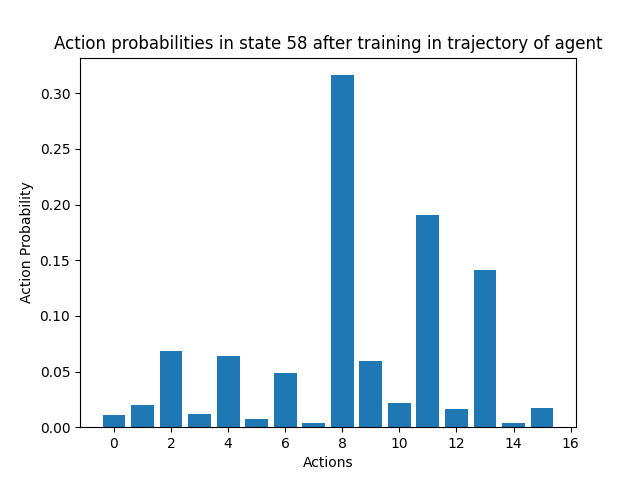 Action probabilities in state 58 after training in trajectory of agent
0.30
0.25
0.20
0.15
0.10
0.05
0.00
Action Probability
0 2 4 6 8 10 12 14 16
Actions